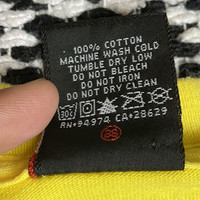 100% COTTON
MACHINE WASH COLD
TUMBLE DRY LOW
DO NOT BLEACH
DO NOT IRON
DO NOT DRY CLEAN
RN#94974 CA#28629